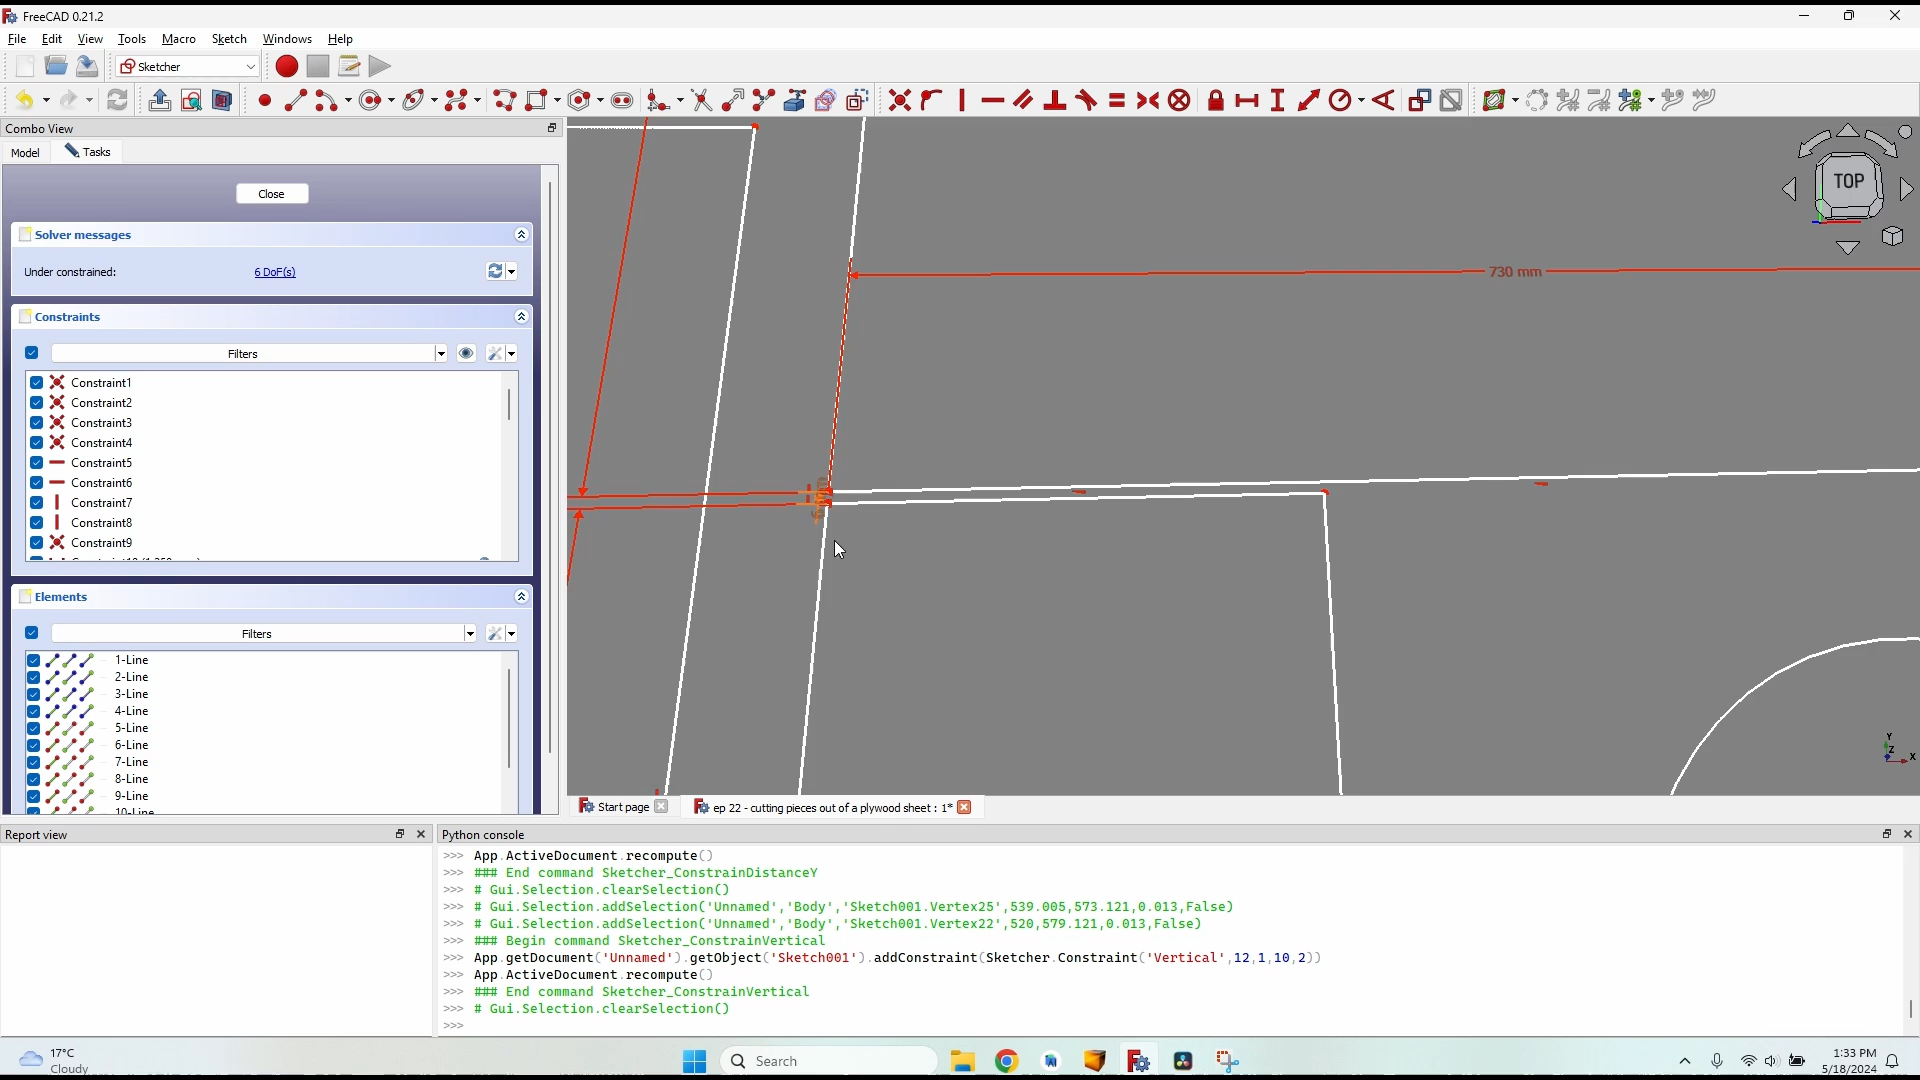 FreeCAD 0.21.2
File Edit View Tools Macro Sketch Windows Help
Sketcher
Combo View
Model Tasks
Close
Solver messages
Under constrained: 6 DoF(s)
Constraints
Filters
Constraint1
Constraint2
Constraint3
Constraint4
Constraint5
Constraint6
Constraint7
Constraint8
Constraint9
Elements
Filters
1-Line
2-Line
3-Line
4-Line
5-Line
6-Line
7-Line
8-Line
9-Line
10-Line
730 mm
TOP
Y
Z
X
Start page
ep 22 - cutting pieces out of a plywood sheet : 1*
Report view
Python console
>>> App.ActiveDocument.recompute()
>>> ### End command Sketcher_ConstrainDistanceY
>>> # Gui.Selection.clearSelection()
>>> # Gui.Selection.addSelection('Unnamed','Body','Sketch001.Vertex25',539.005,573.121,0.013,False)
>>> # Gui.Selection.addSelection('Unnamed','Body','Sketch001.Vertex22',520,579.121,0.013,False)
>>> ### Begin command Sketcher_ConstrainVertical
>>> App.getDocument('Unnamed').getObject('Sketch001').addConstraint(Sketcher.Constraint('Vertical',12,1,10,2))
>>> App.ActiveDocument.recompute()
>>> ### End command Sketcher_ConstrainVertical
>>> # Gui.Selection.clearSelection()
>>>
17°C
Cloudy
Search
1:33 PM
5/18/2024